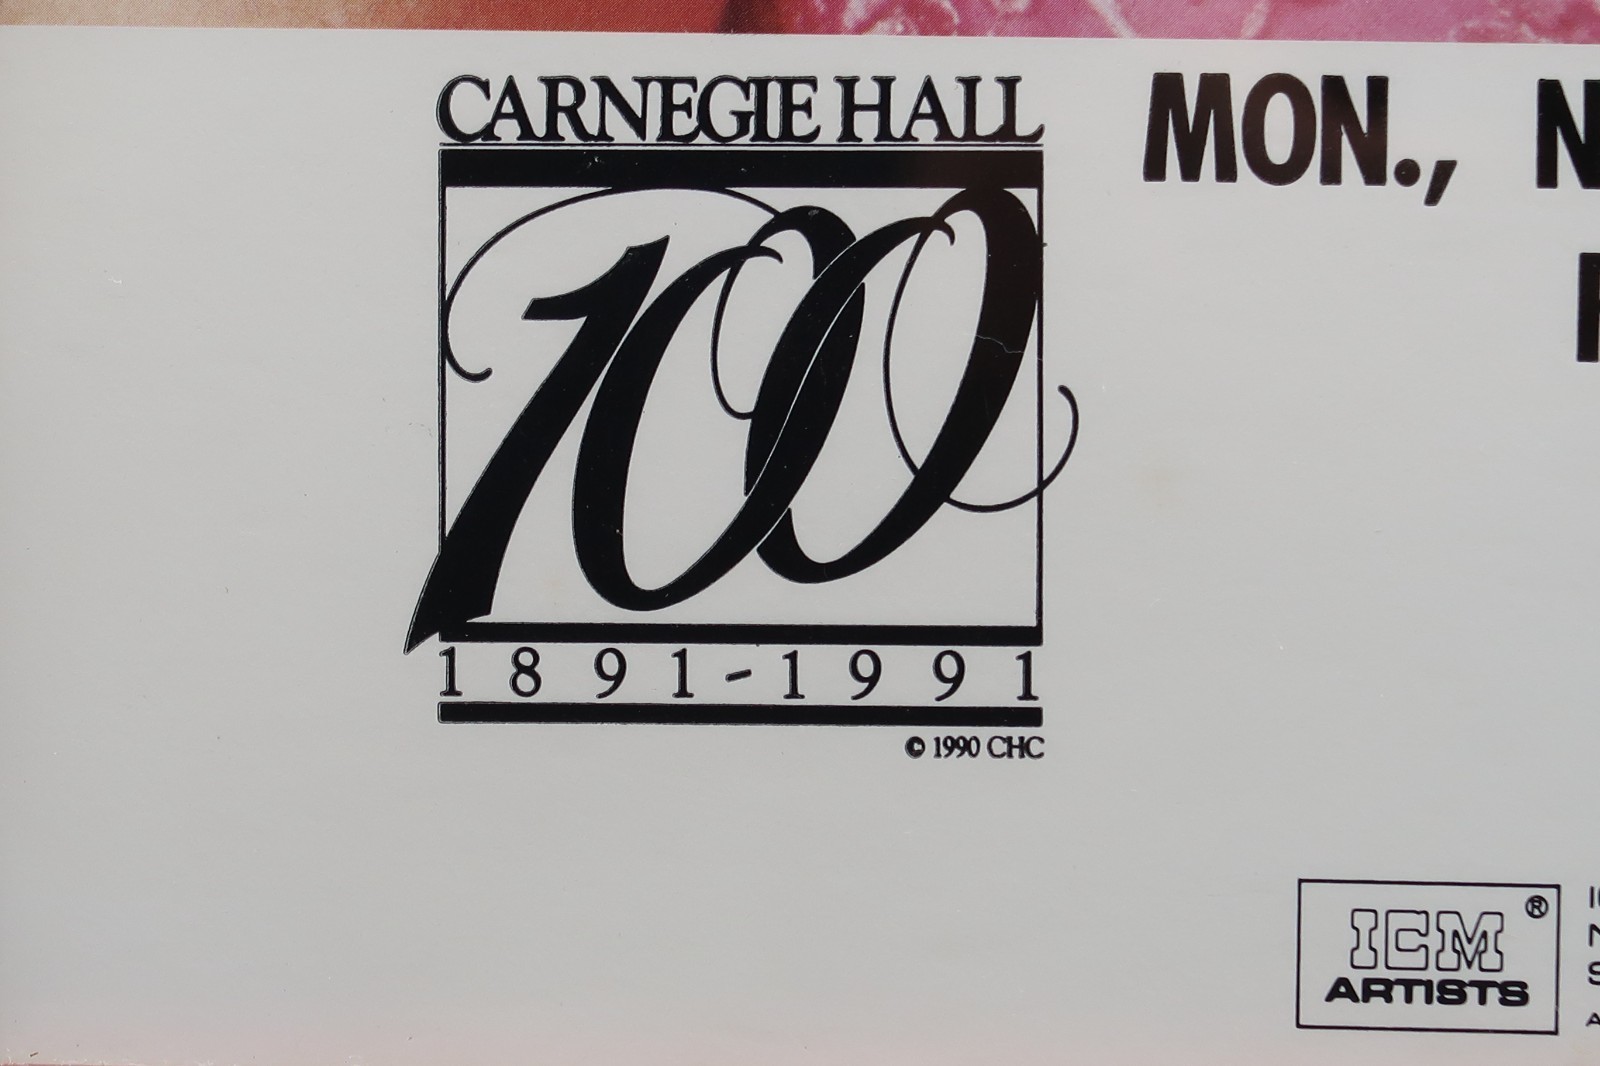 CARNEGIE HALL
MON.,
100
1891-1991
© 1990 CHC
ICM ®
ARTISTS